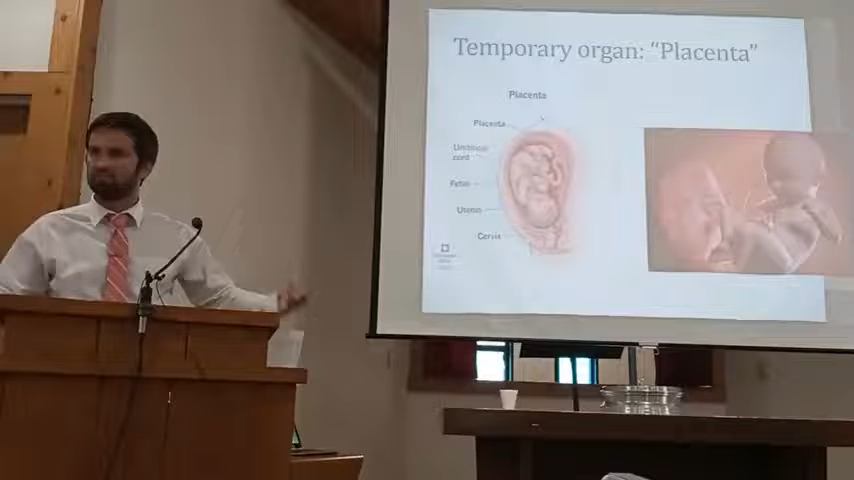 Temporary organ: "Placenta"
Placenta
Placenta
Umbilical
cord
Fetus
Uterus
Cervix